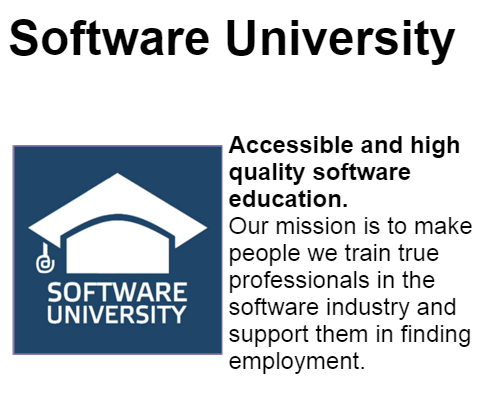 Software University
SOFTWARE
UNIVERSITY
Accessible and high
quality software
education.
Our mission is to make
people we train true
professionals in the
software industry and
support them in finding
employment.